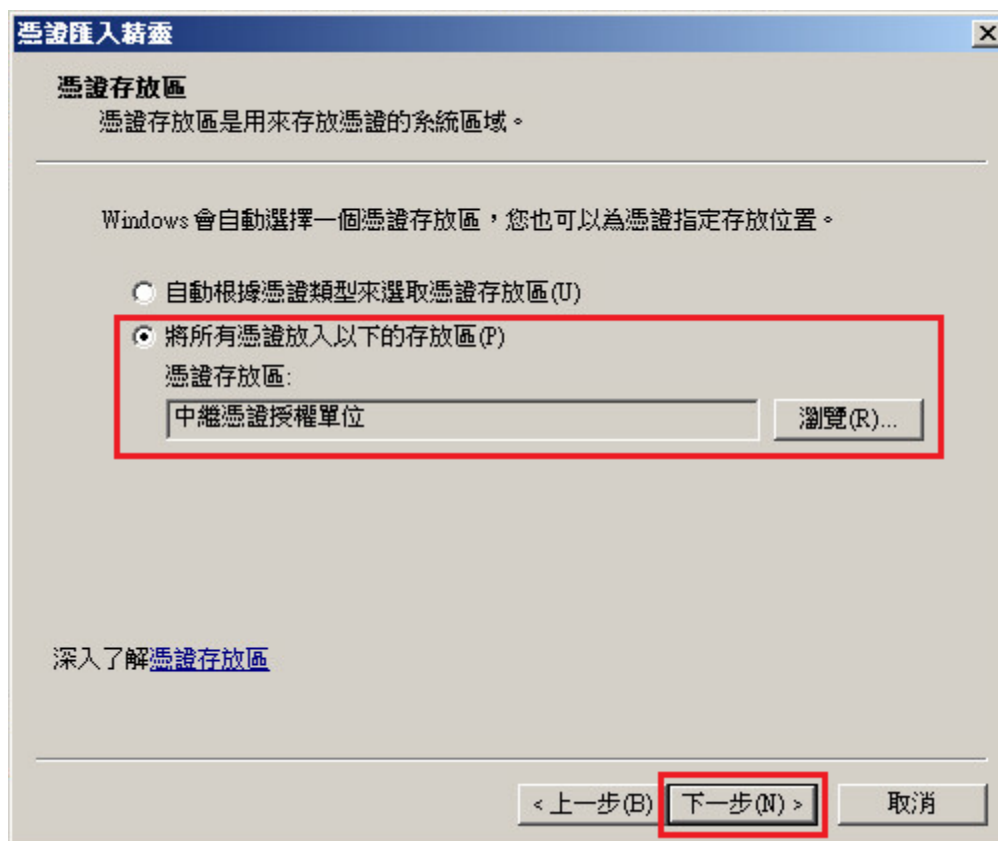 憑證匯入精靈
憑證存放區
憑證存放區是用來存放憑證的系統區域。
Windows 會自動選擇一個憑證存放區，您也可以為憑證指定存放位置。
自動根據憑證類型來選取憑證存放區(U)
將所有憑證放入以下的存放區(P)
憑證存放區:
中繼憑證授權單位
瀏覽(R)...
深入了解憑證存放區
< 上一步(B)
下一步(N) >
取消